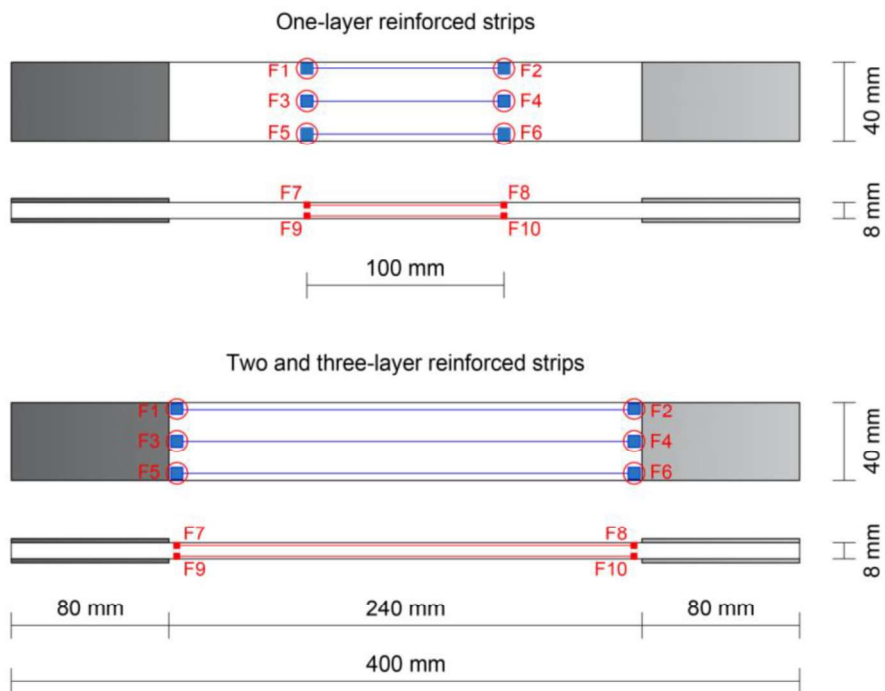 One-layer reinforced strips
F1 F2
F3 F4
F5 F6
40 mm
F7 F8
F9 F10
8 mm
100 mm
Two and three-layer reinforced strips
F1 F2
F3 F4
F5 F6
40 mm
F7 F8
F9 F10
8 mm
80 mm 240 mm 80 mm
400 mm